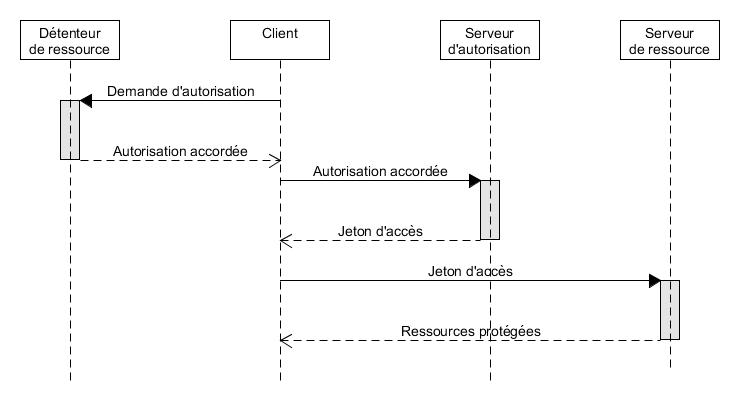 Détenteur
de ressource
Client
Serveur
d'autorisation
Serveur
de ressource
Demande d'autorisation
Autorisation accordée
Autorisation accordée
Jeton d'accès
Jeton d'accès
Ressources protégées